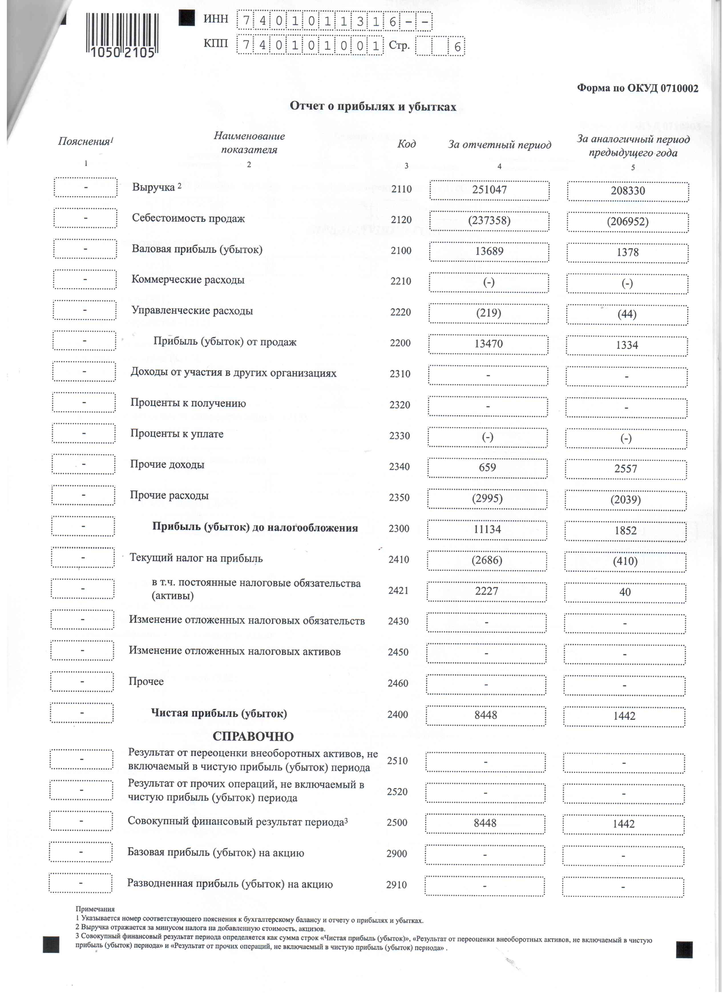 ИНН 7401011316--
КПП 740101001 Стр. 6
1050 2105
Форма по ОКУД 0710002
Отчет о прибылях и убытках
Пояснения1 Наименование показателя Код За отчетный период За аналогичный период предыдущего года
1 2 3 4 5
- Выручка 2 2110 251047 208330
- Себестоимость продаж 2120 (237358) (206952)
- Валовая прибыль (убыток) 2100 13689 1378
- Коммерческие расходы 2210 (-) (-)
- Управленческие расходы 2220 (219) (44)
- Прибыль (убыток) от продаж 2200 13470 1334
- Доходы от участия в других организациях 2310 - -
- Проценты к получению 2320 - -
- Проценты к уплате 2330 (-) (-)
- Прочие доходы 2340 659 2557
- Прочие расходы 2350 (2995) (2039)
- Прибыль (убыток) до налогообложения 2300 11134 1852
- Текущий налог на прибыль 2410 (2686) (410)
- в т.ч. постоянные налоговые обязательства (активы) 2421 2227 40
- Изменение отложенных налоговых обязательств 2430 - -
- Изменение отложенных налоговых активов 2450 - -
- Прочее 2460 - -
- Чистая прибыль (убыток) 2400 8448 1442
СПРАВОЧНО
- Результат от переоценки внеоборотных активов, не включаемый в чистую прибыль (убыток) периода 2510 - -
- Результат от прочих операций, не включаемый в чистую прибыль (убыток) периода 2520 - -
- Совокупный финансовый результат периода3 2500 8448 1442
- Базовая прибыль (убыток) на акцию 2900 - -
- Разводненная прибыль (убыток) на акцию 2910 - -
Примечания
1 Указывается номер соответствующего пояснения к бухгалтерскому балансу и отчету о прибылях и убытках.
2 Выручка отражается за минусом налога на добавленную стоимость, акцизов.
3 Совокупный финансовый результат периода определяется как сумма строк «Чистая прибыль (убыток)», «Результат от переоценки внеоборотных активов, не включаемый в чистую
прибыль (убыток) периода» и «Результат от прочих операций, не включаемый в чистую прибыль (убыток) периода» .